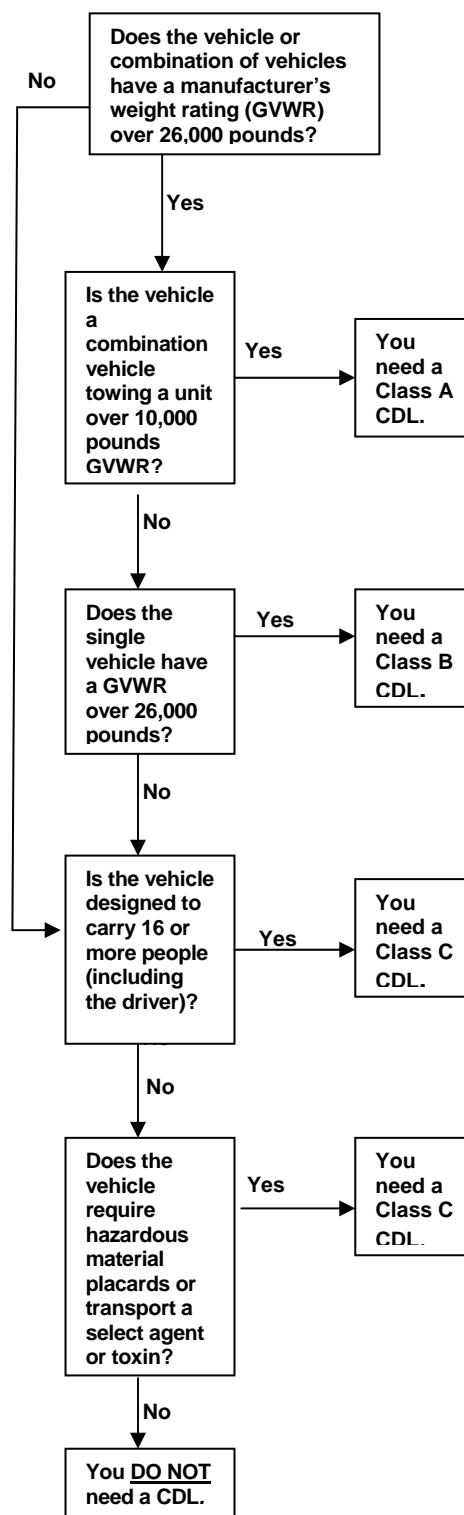 Does the vehicle or
combination of vehicles
have a manufacturer's
weight rating (GVWR)
over 26,000 pounds?
No
Yes
Is the vehicle
a
combination
vehicle
towing a unit
over 10,000
pounds
GVWR?
Yes
You
need a
Class A
CDL.
No
Does the
single
vehicle have
a GVWR
over 26,000
pounds?
Yes
You
need a
Class B
CDL.
No
Is the vehicle
designed to
carry 16 or
more people
(including
the driver)?
Yes
You
need a
Class C
CDL.
No
Does the
vehicle
require
hazardous
material
placards or
transport a
select agent
or toxin?
Yes
You
need a
Class C
CDL.
No
You DO NOT
need a CDL.